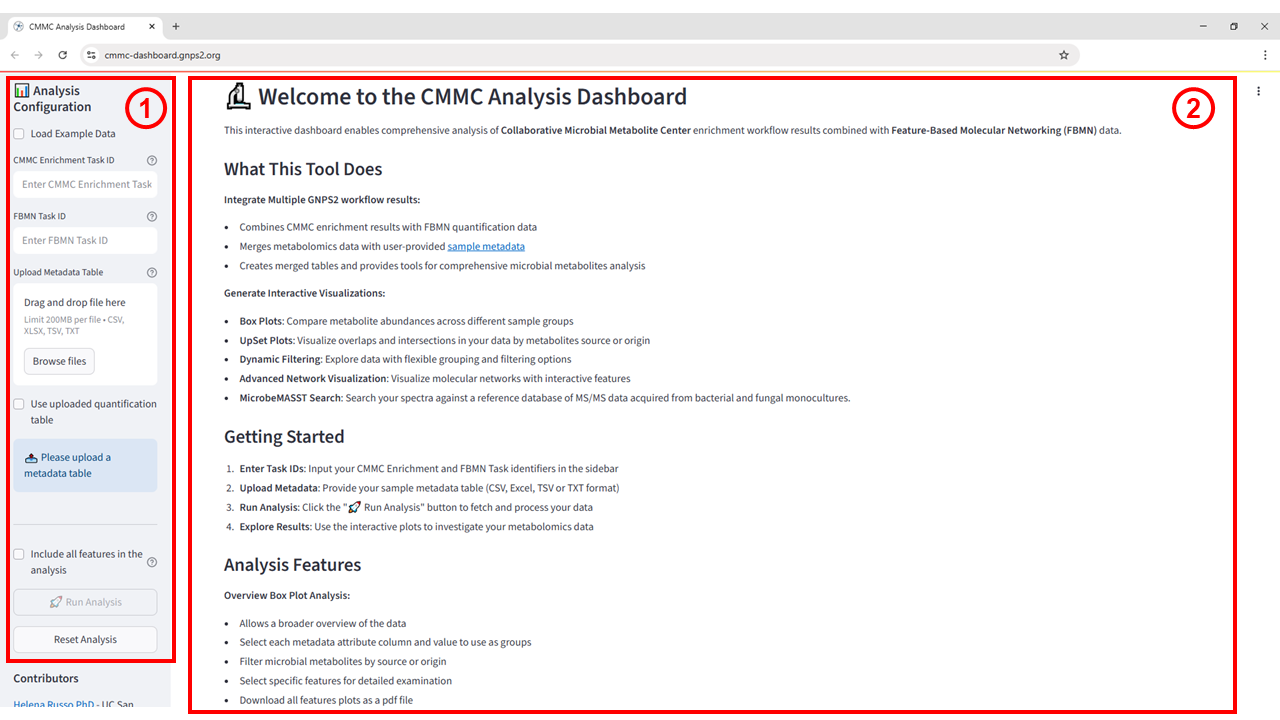 CMMC Analysis Dashboard
cmmc-dashboard.gnps2.org
Analysis
Configuration
1
Load Example Data
CMMC Enrichment Task ID
Enter CMMC Enrichment Task
FBMN Task ID
Enter FBMN Task ID
Upload Metadata Table
Drag and drop file here
Limit 200MB per file • CSV,
XLSX, TSV, TXT
Browse files
Use uploaded quantification
table
Please upload a
metadata table
Include all features in the
analysis
Run Analysis
Reset Analysis
Contributors
Helena Russo PhD - UC San
2
Welcome to the CMMC Analysis Dashboard
This interactive dashboard enables comprehensive analysis of Collaborative Microbial Metabolite Center enrichment workflow results combined with Feature-Based Molecular Networking (FBMN) data.
What This Tool Does
Integrate Multiple GNPS2 workflow results:
• Combines CMMC enrichment results with FBMN quantification data
• Merges metabolomics data with user-provided sample metadata
• Creates merged tables and provides tools for comprehensive microbial metabolites analysis
Generate Interactive Visualizations:
• Box Plots: Compare metabolite abundances across different sample groups
• UpSet Plots: Visualize overlaps and intersections in your data by metabolites source or origin
• Dynamic Filtering: Explore data with flexible grouping and filtering options
• Advanced Network Visualization: Visualize molecular networks with interactive features
• MicrobeMASST Search: Search your spectra against a reference database of MS/MS data acquired from bacterial and fungal monocultures.
Getting Started
1. Enter Task IDs: Input your CMMC Enrichment and FBMN Task identifiers in the sidebar
2. Upload Metadata: Provide your sample metadata table (CSV, Excel, TSV or TXT format)
3. Run Analysis: Click the "🚀 Run Analysis" button to fetch and process your data
4. Explore Results: Use the interactive plots to investigate your metabolomics data
Analysis Features
Overview Box Plot Analysis:
• Allows a broader overview of the data
• Select each metadata attribute column and value to use as groups
• Filter microbial metabolites by source or origin
• Select specific features for detailed examination
• Download all features plots as a pdf file